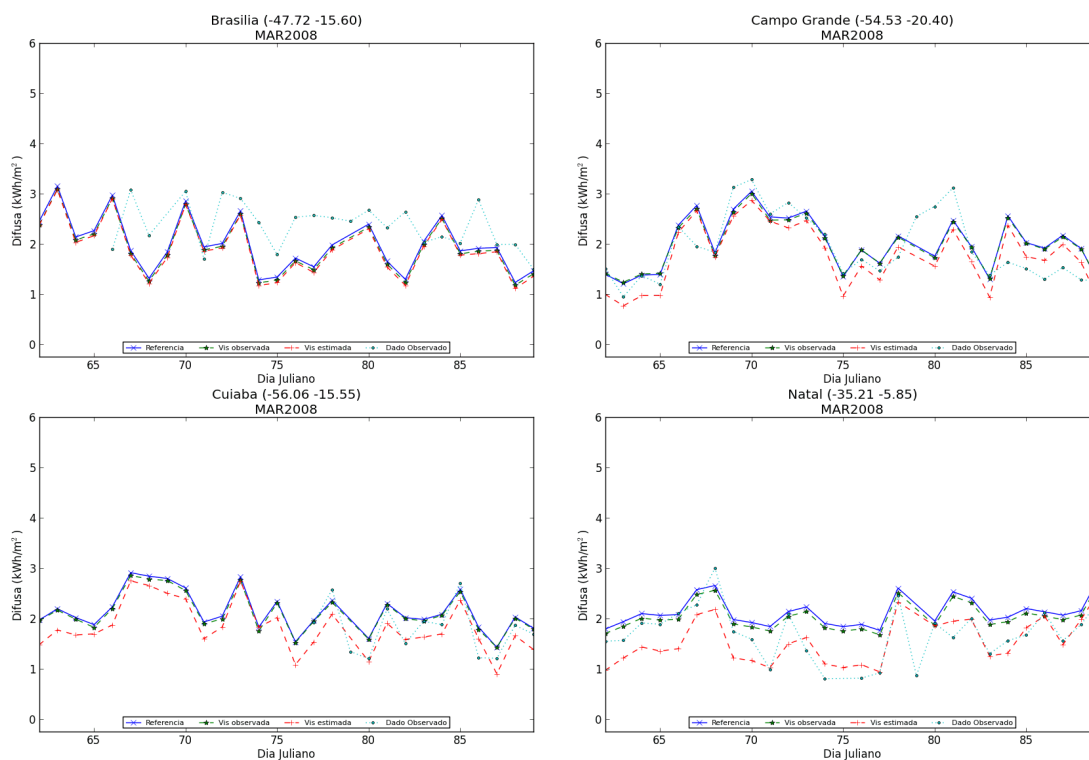 Brasilia (-47.72 -15.60)
MAR2008
6
5
4
3
2
1
0
Difusa (kWh/m²)
Referencia Vis observada Vis estimada Dado Observado
65 70 75 80 85
Dia Juliano
Campo Grande (-54.53 -20.40)
MAR2008
6
5
4
3
2
1
0
Difusa (kWh/m²)
Referencia Vis observada Vis estimada Dado Observado
65 70 75 80 85
Dia Juliano
Cuiaba (-56.06 -15.55)
MAR2008
6
5
4
3
2
1
0
Difusa (kWh/m²)
Referencia Vis observada Vis estimada Dado Observado
65 70 75 80 85
Dia Juliano
Natal (-35.21 -5.85)
MAR2008
6
5
4
3
2
1
0
Difusa (kWh/m²)
Referencia Vis observada Vis estimada Dado Observado
65 70 75 80 85
Dia Juliano